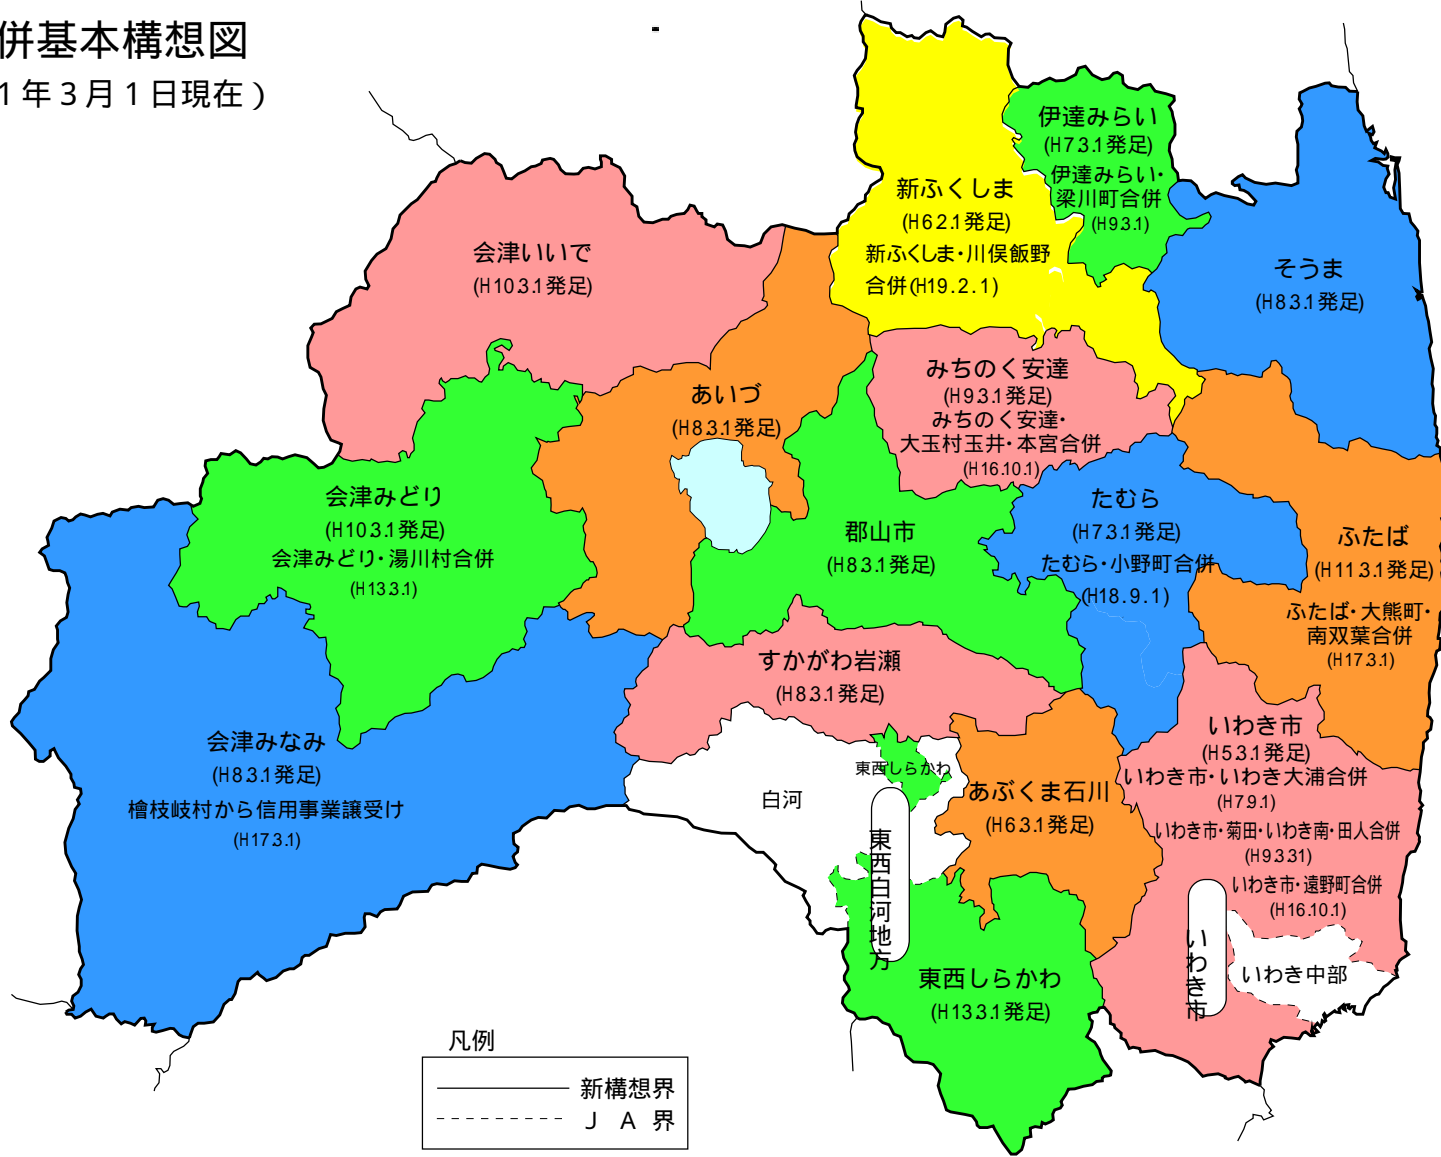 併基本構想図
1年3月1日現在)
伊達みらい
(H7.3.1発足)
伊達みらい・
梁川町合併
(H9.3.1)
新ふくしま
(H6.2.1発足)
新ふくしま・川俣飯野
合併(H19.2.1)
そうま
(H8.3.1発足)
会津いいで
(H10.3.1発足)
あいづ
(H8.3.1発足)
みちのく安達
(H9.3.1発足)
みちのく安達・
大玉村玉井・本宮合併
(H16.10.1)
会津みどり
(H10.3.1発足)
会津みどり・湯川村合併
(H13.3.1)
郡山市
(H8.3.1発足)
たむら
(H7.3.1発足)
たむら・小野町合併
(H18.9.1)
ふたば
(H11.3.1発足)
ふたば・大熊町・
南双葉合併
(H17.3.1)
すかがわ岩瀬
(H8.3.1発足)
会津みなみ
(H8.3.1発足)
檜枝岐村から信用事業譲受け
(H17.3.1)
白河
東西しらかわ
東西白河地方
あぶくま石川
(H6.3.1発足)
いわき市
(H5.3.1発足)
いわき市・いわき大浦合併
(H7.9.1)
いわき市・菊田・いわき南・田人合併
(H9.3.31)
いわき市・遠野町合併
(H16.10.1)
いわき市
いわき中部
東西しらかわ
(H13.3.1発足)
凡例
新構想界
JA界